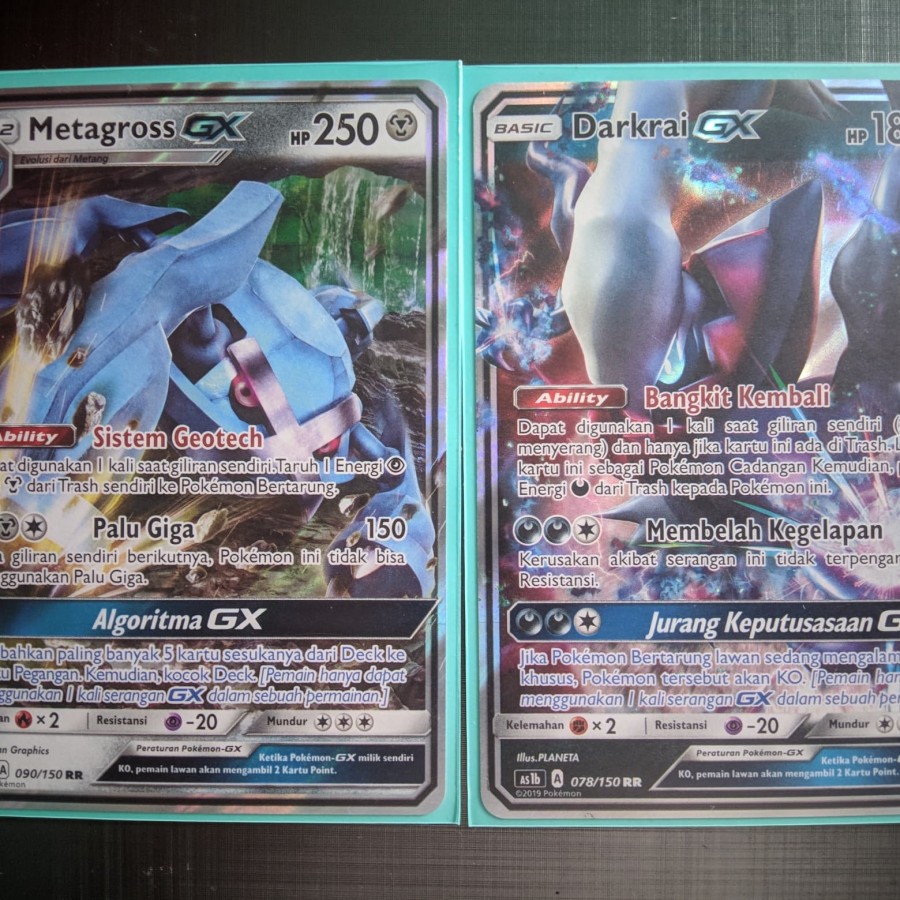 2 Metagross GX HP 250
Evolusi dari Metang
Ability Sistem Geotech
at digunakan 1 kali saat giliran sendiri.Taruh 1 Energi
dari Trash sendiri ke Pokémon Bertarung.
Palu Giga 150
giliran sendiri berikutnya, Pokémon ini tidak bisa
ggunakan Palu Giga.
Algoritma GX
bahkan paling banyak 5 kartu sesukanya dari Deck ke
Pegangan. Kemudian, kocok Deck. [Pemain hanya dapat
ggunakan 1 kali serangan GX dalam sebuah permainan.]
×2 Resistansi -20 Mundur
an Graphics
Peraturan Pokémon-GX
Ketika Pokémon-GX milik sendiri
KO, pemain lawan akan mengambil 2 Kartu Point.
A 090/150 RR
kémon
BASIC Darkrai GX HP 18
Ability Bangkit Kembali
Dapat digunakan 1 kali saat giliran sendiri (
menyerang) dan hanya jika kartu ini ada di Trash. L
kartu ini sebagai Pokémon Cadangan Kemudian, p
Energi dari Trash kepada Pokémon ini.
Membelah Kegelapan
Kerusakan akibat serangan ini tidak terpengar
Resistansi.
Jurang Keputusasaan G
Jika Pokémon Bertarung lawan sedang mengalam
khusus, Pokémon tersebut akan KO. [Pemain han
menggunakan 1 kali serangan GX dalam sebuah per
Kelemahan ×2 Resistansi -20 Mundur
Illus.PLANETA
Peraturan Pokémon-GX
Ketika Pokémon-
KO, pemain lawan akan mengambil 2 Kartu Point.
AS1b A 078/150 RR
©2019 Pokémon